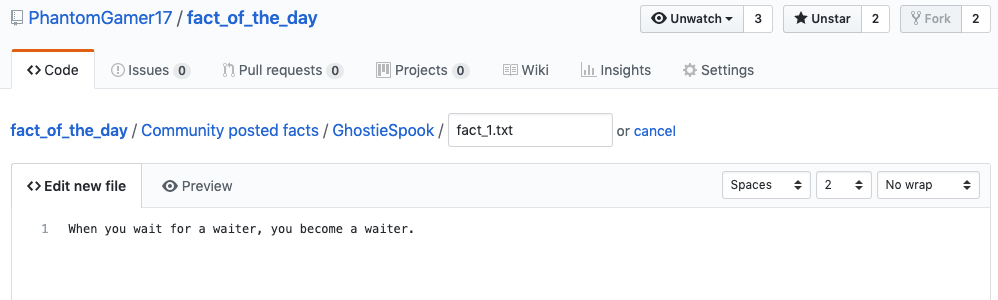 PhantomGamer17 / fact_of_the_day
Unwatch 3 Unstar 2 Fork 2
Code Issues 0 Pull requests 0 Projects 0 Wiki Insights Settings
fact_of_the_day / Community posted facts / GhostieSpook / fact_1.txt or cancel
Edit new file Preview Spaces 2 No wrap
1 When you wait for a waiter, you become a waiter.